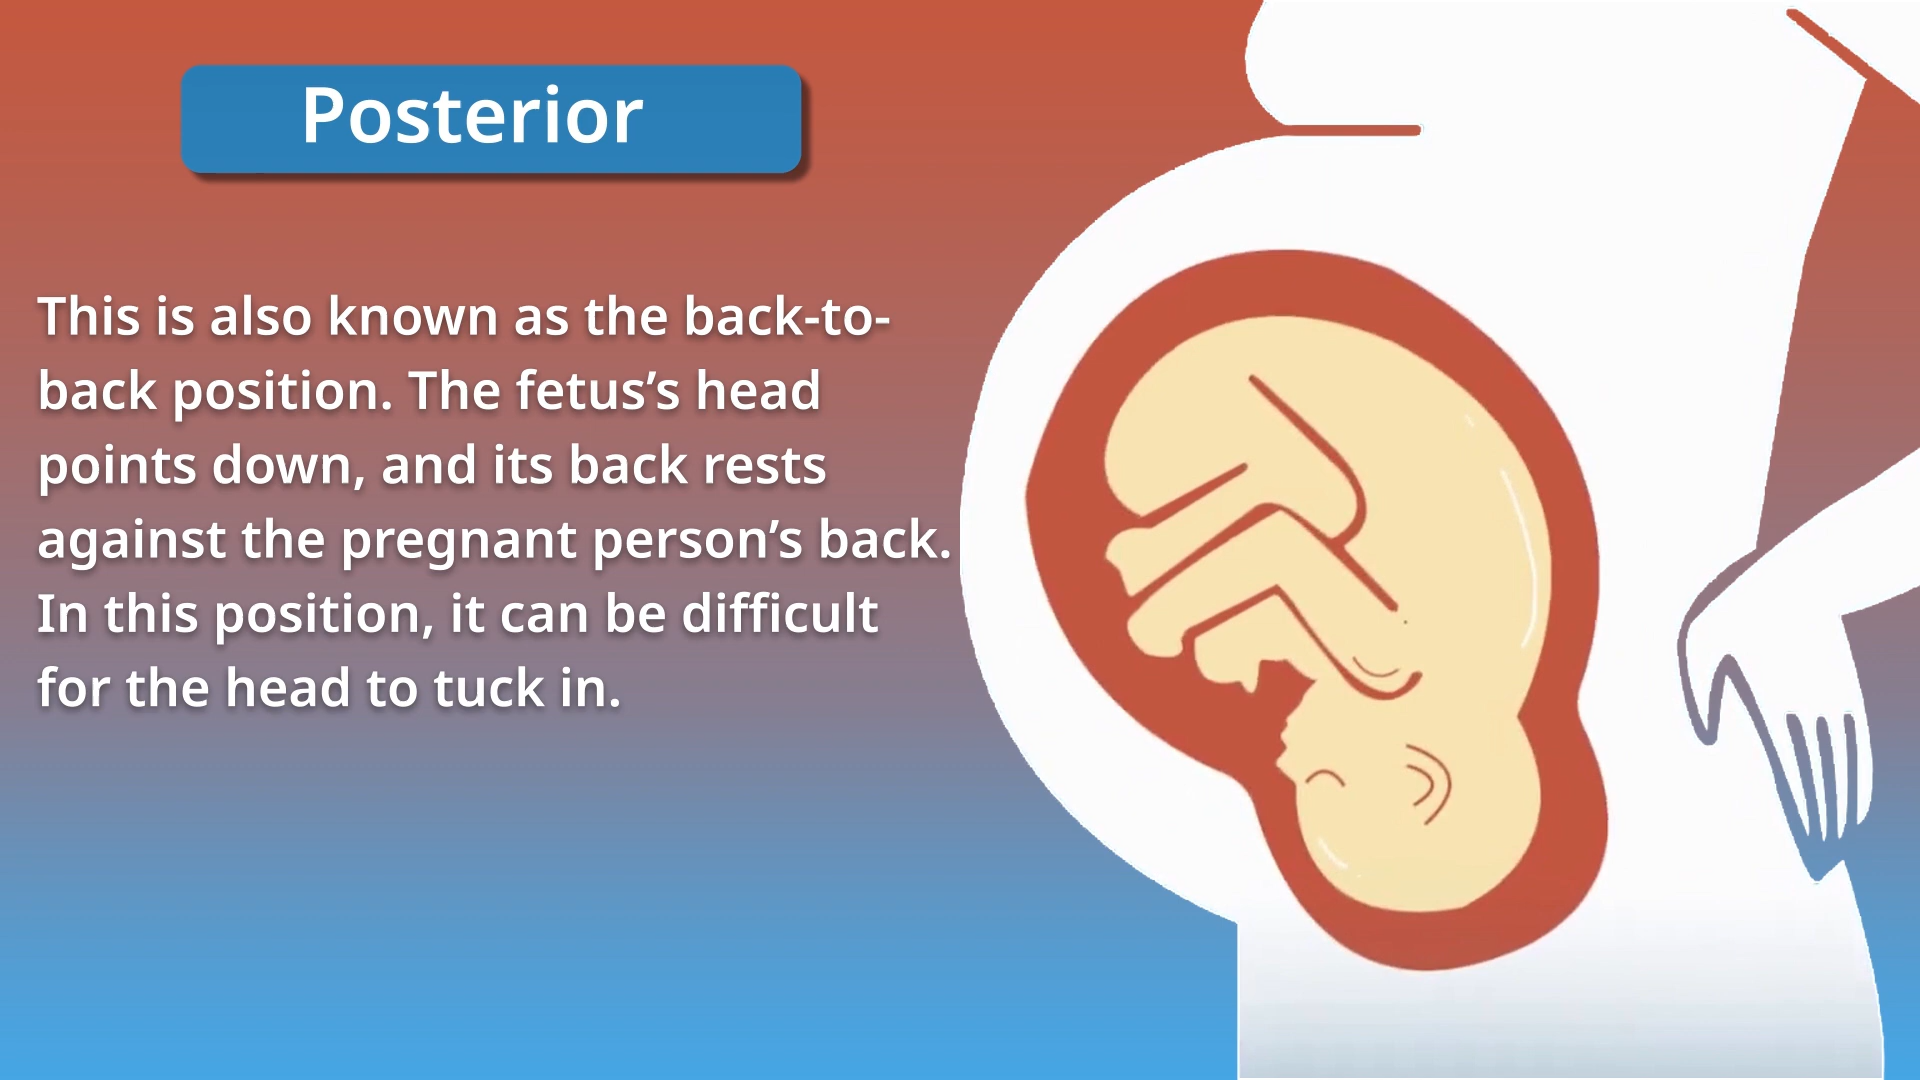 Posterior
This is also known as the back-to-
back position. The fetus’s head
points down, and its back rests
against the pregnant person’s back.
In this position, it can be difficult
for the head to tuck in.